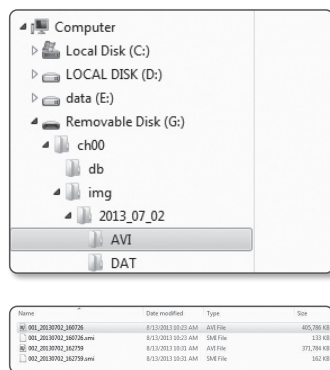 Computer
Local Disk (C:)
LOCAL DISK (D:)
data (E:)
Removable Disk (G:)
ch00
db
img
2013_07_02
AVI
DAT
Name Date modified Type Size
001_20130702_160726 8/13/2013 10:23 AM AVI File 405,786 KB
001_20130702_160726.smi 8/13/2013 10:23 AM SMI File 133 KB
002_20130702_162759 8/13/2013 10:31 AM AVI File 371,784 KB
002_20130702_162759.smi 8/13/2013 10:31 AM SMI File 162 KB